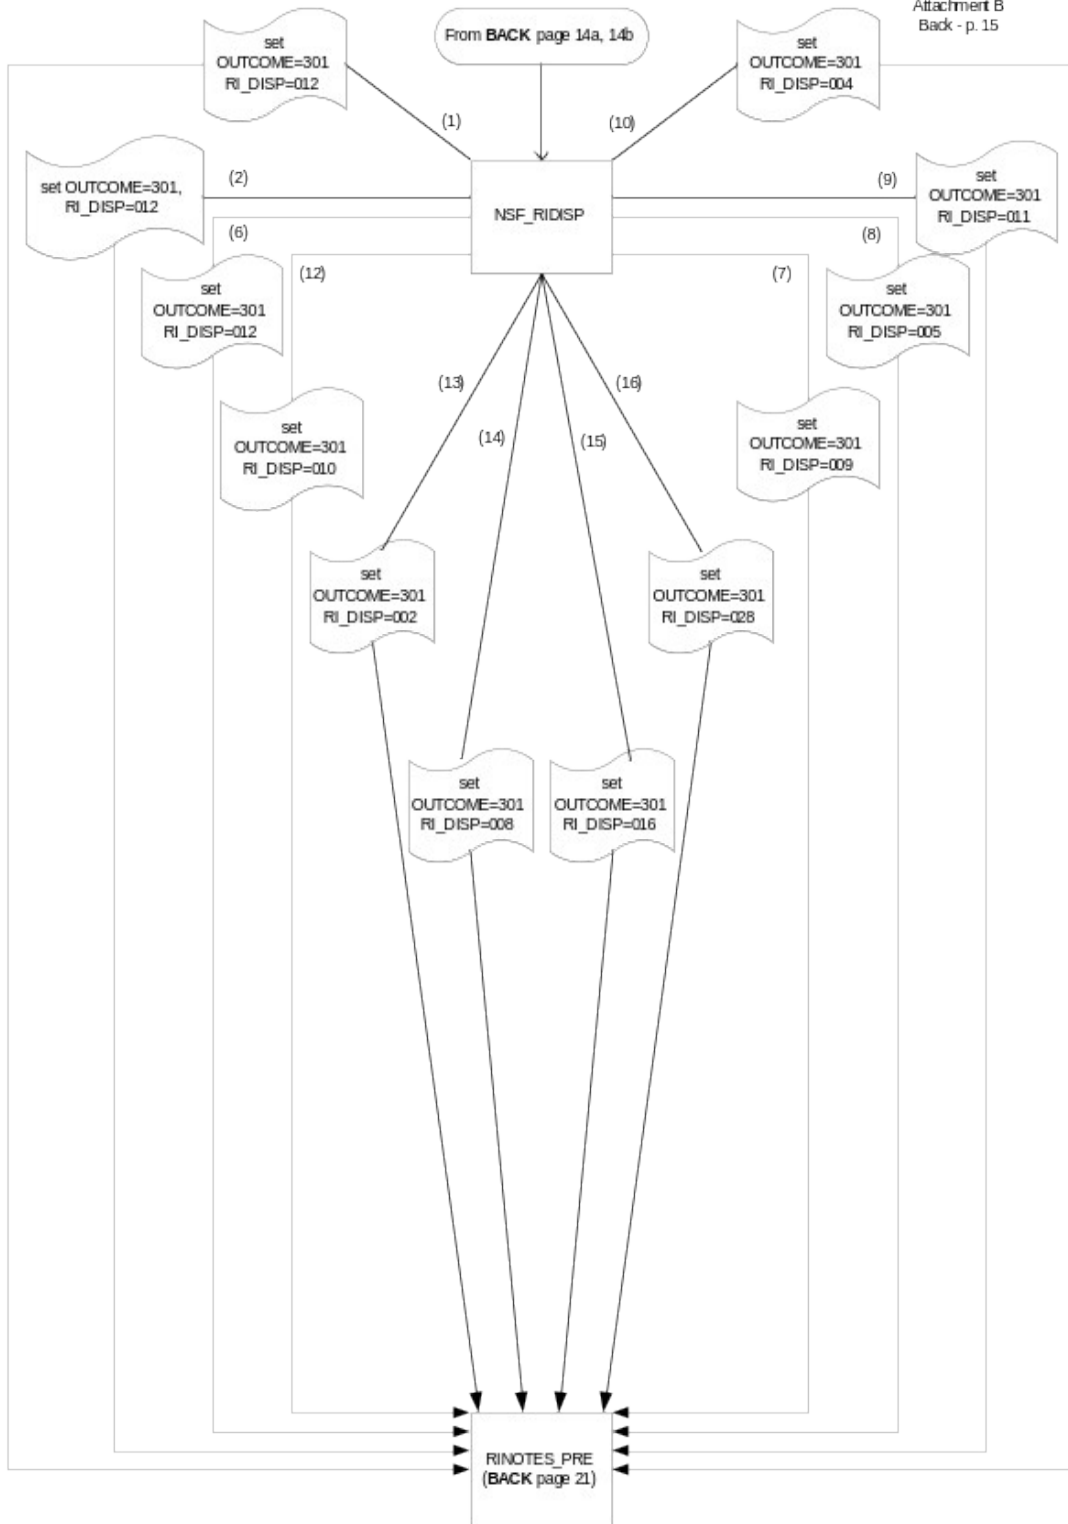 Attachment B
Back - p. 15
set
OUTCOME=301
RI_DISP=012
From BACK page 14a, 14b
set
OUTCOME=301
RI_DISP=004
(1)
(10)
set OUTCOME=301,
RI_DISP=012
(2)
NSF_RIDISP
(9)
set
OUTCOME=301
RI_DISP=011
(6)
(8)
set
OUTCOME=301
RI_DISP=012
(12)
(7)
set
OUTCOME=301
RI_DISP=005
(13)
(16)
(14)
(15)
set
OUTCOME=301
RI_DISP=010
set
OUTCOME=301
RI_DISP=009
set
OUTCOME=301
RI_DISP=002
set
OUTCOME=301
RI_DISP=028
set
OUTCOME=301
RI_DISP=008
set
OUTCOME=301
RI_DISP=016
RINOTES_PRE
(BACK page 21)